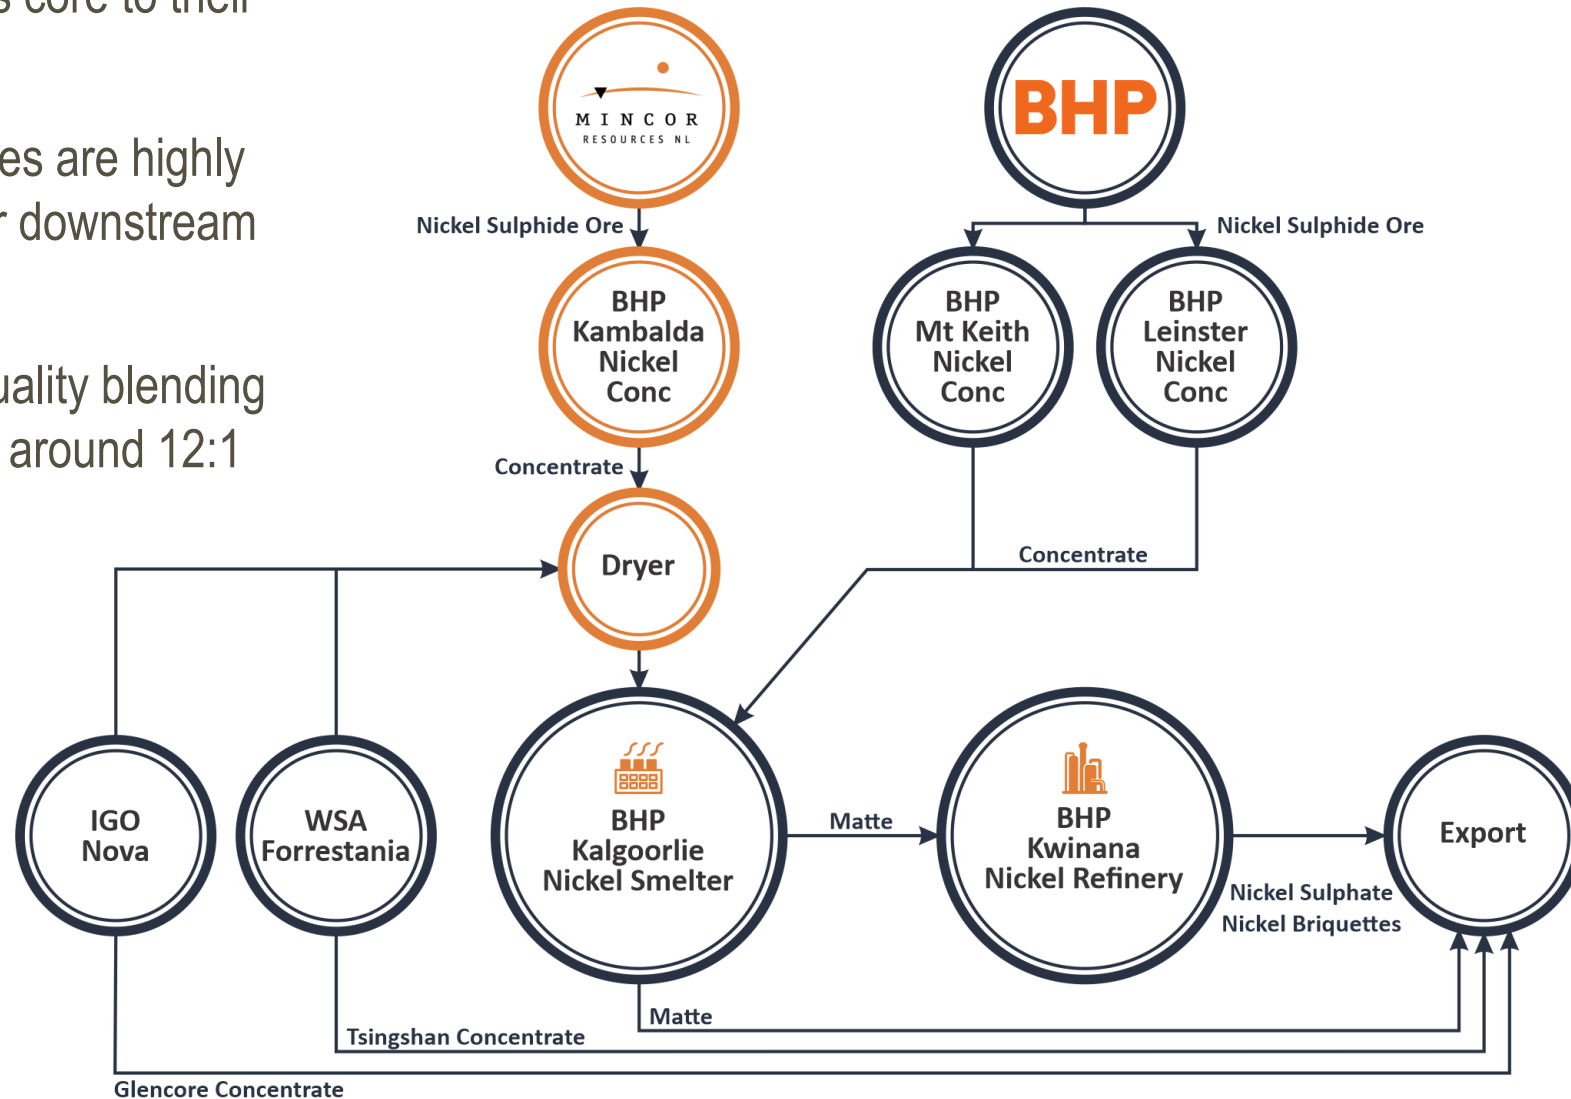 s core to their
es are highly
r downstream
uality blending
around 12:1
MINCOR
RESOURCES NL
BHP
Nickel Sulphide Ore
Nickel Sulphide Ore
BHP
Kambalda
Nickel
Conc
BHP
Mt Keith
Nickel
Conc
BHP
Leinster
Nickel
Conc
Concentrate
Concentrate
Dryer
IGO
Nova
WSA
Forrestania
BHP
Kalgoorlie
Nickel Smelter
Matte
BHP
Kwinana
Nickel Refinery
Export
Nickel Sulphate
Nickel Briquettes
Matte
Tsingshan Concentrate
Glencore Concentrate